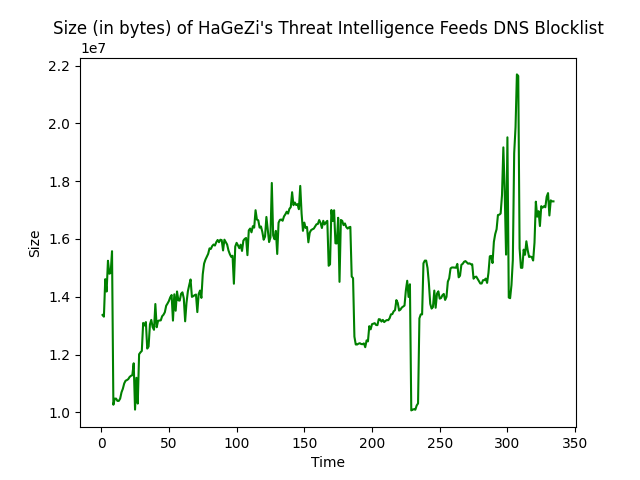 Size (in bytes) of HaGeZi's Threat Intelligence Feeds DNS Blocklist
1e7
2.2
2.0
1.8
1.6
1.4
1.2
1.0
Size
0 50 100 150 200 250 300 350
Time